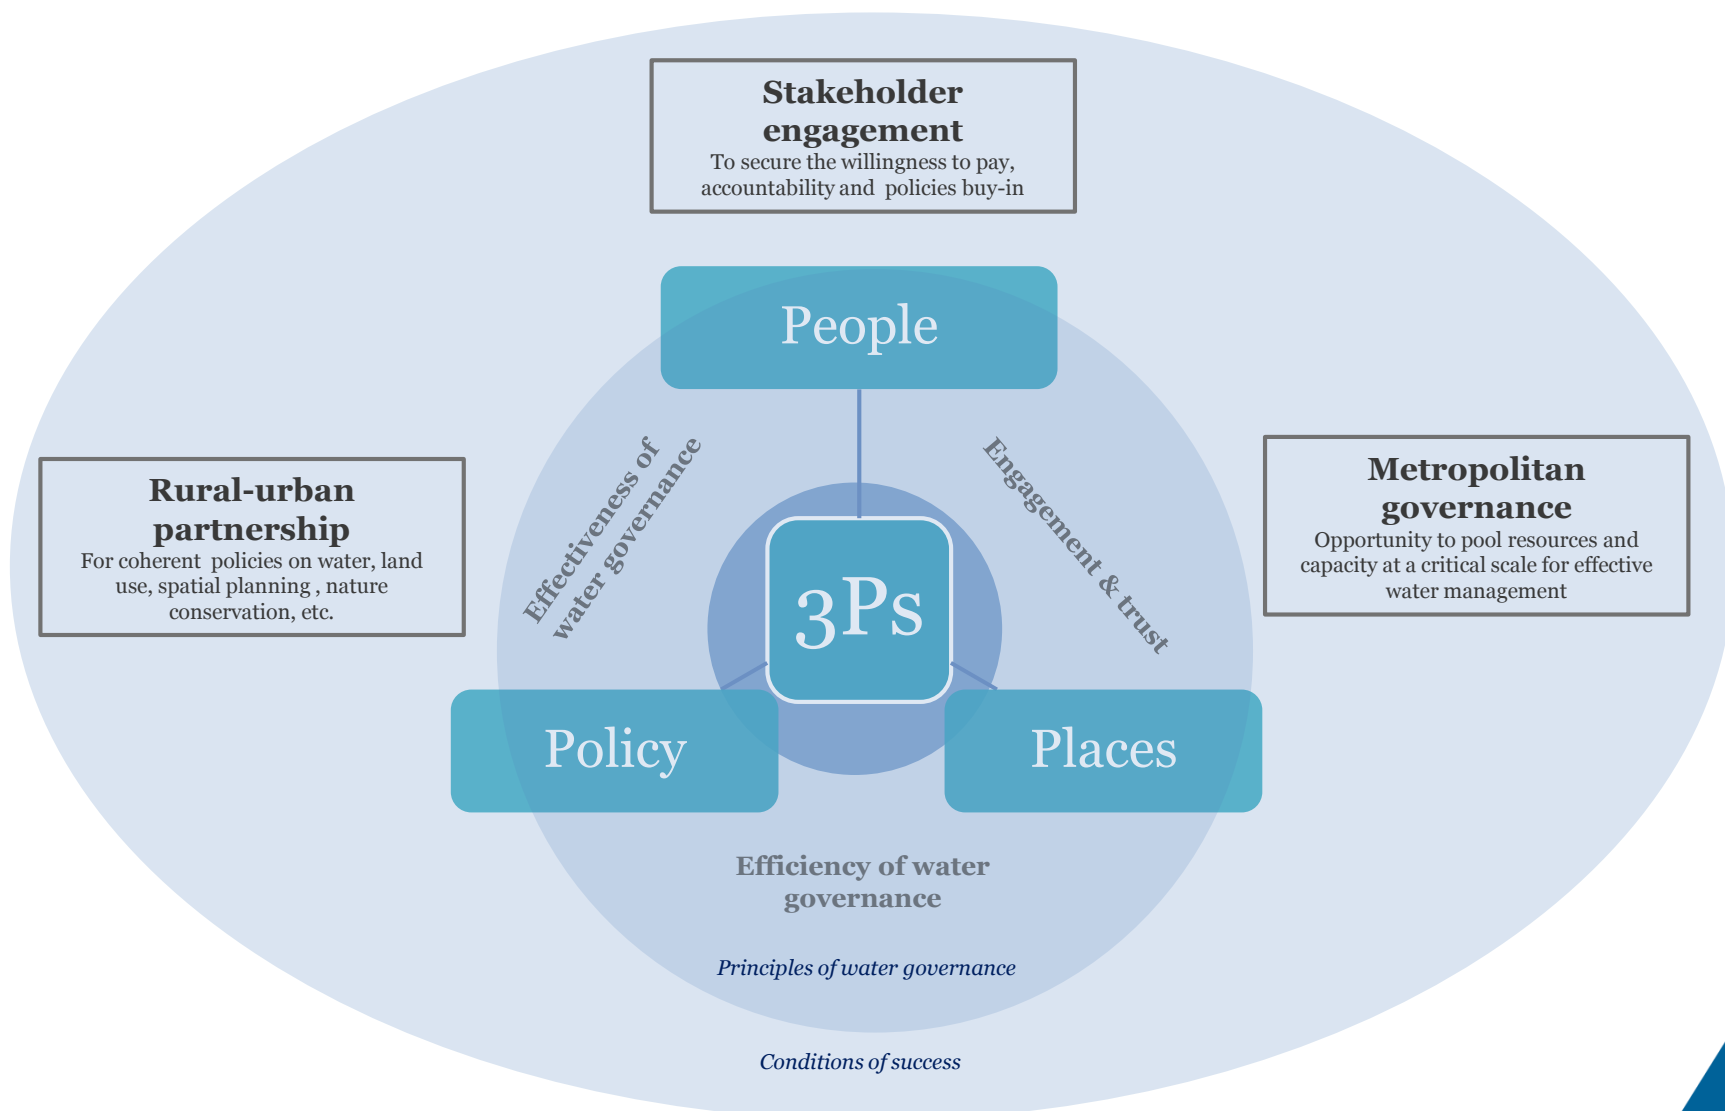 Stakeholder
engagement
To secure the willingness to pay,
accountability and policies buy-in
People
Effectiveness of
water governance
Engagement & trust
Rural-urban
partnership
For coherent policies on water, land
use, spatial planning , nature
conservation, etc.
Metropolitan
governance
Opportunity to pool resources and
capacity at a critical scale for effective
water management
3Ps
Policy
Places
Efficiency of water
governance
Principles of water governance
Conditions of success